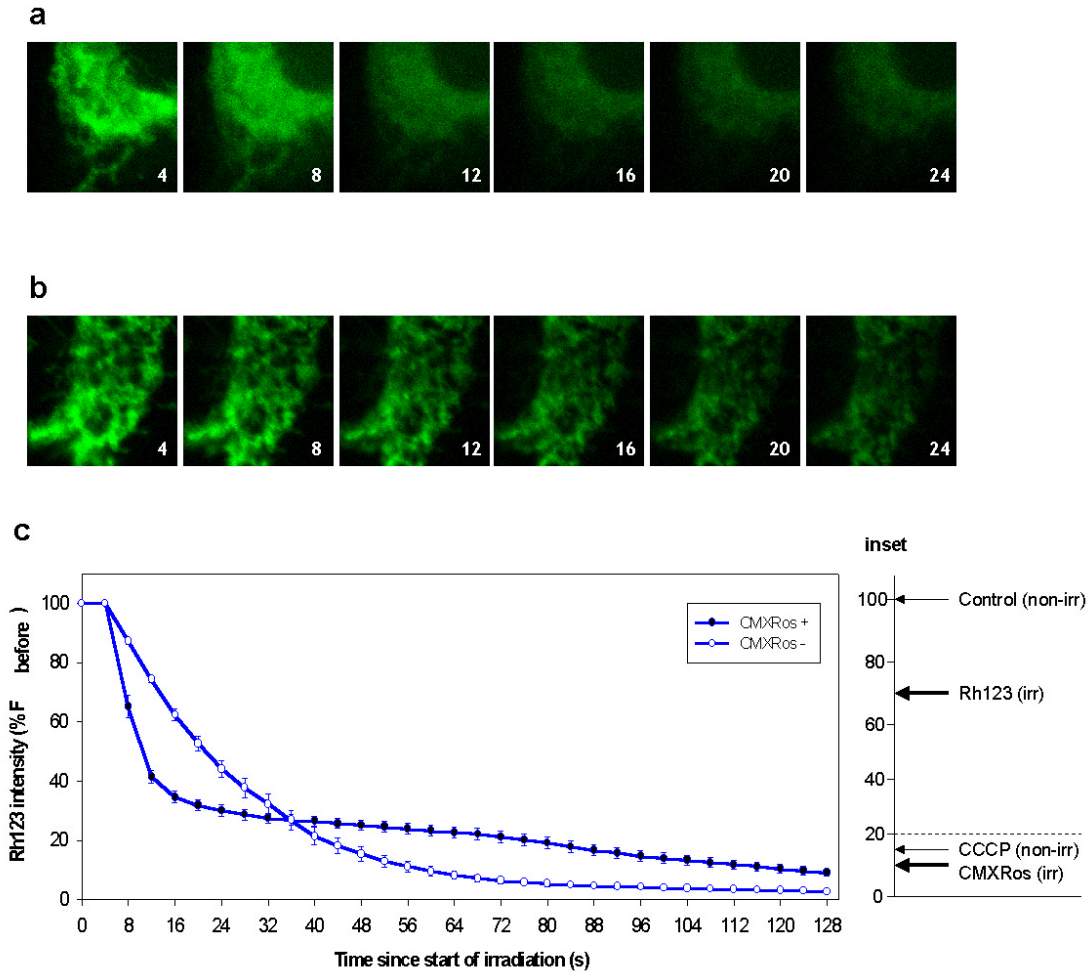 a
4 8 12 16 20 24
b
4 8 12 16 20 24
c
Rh123 intensity (% F before )
100
80
60
40
20
0
CMXRos +
CMXRos -
0 8 16 24 32 40 48 56 64 72 80 88 96 104 112 120 128
Time since start of irradiation (s)
inset
100
Control (non-irr)
80
Rh123 (irr)
60
40
20
CCCP (non-irr)
CMXRos (irr)
0